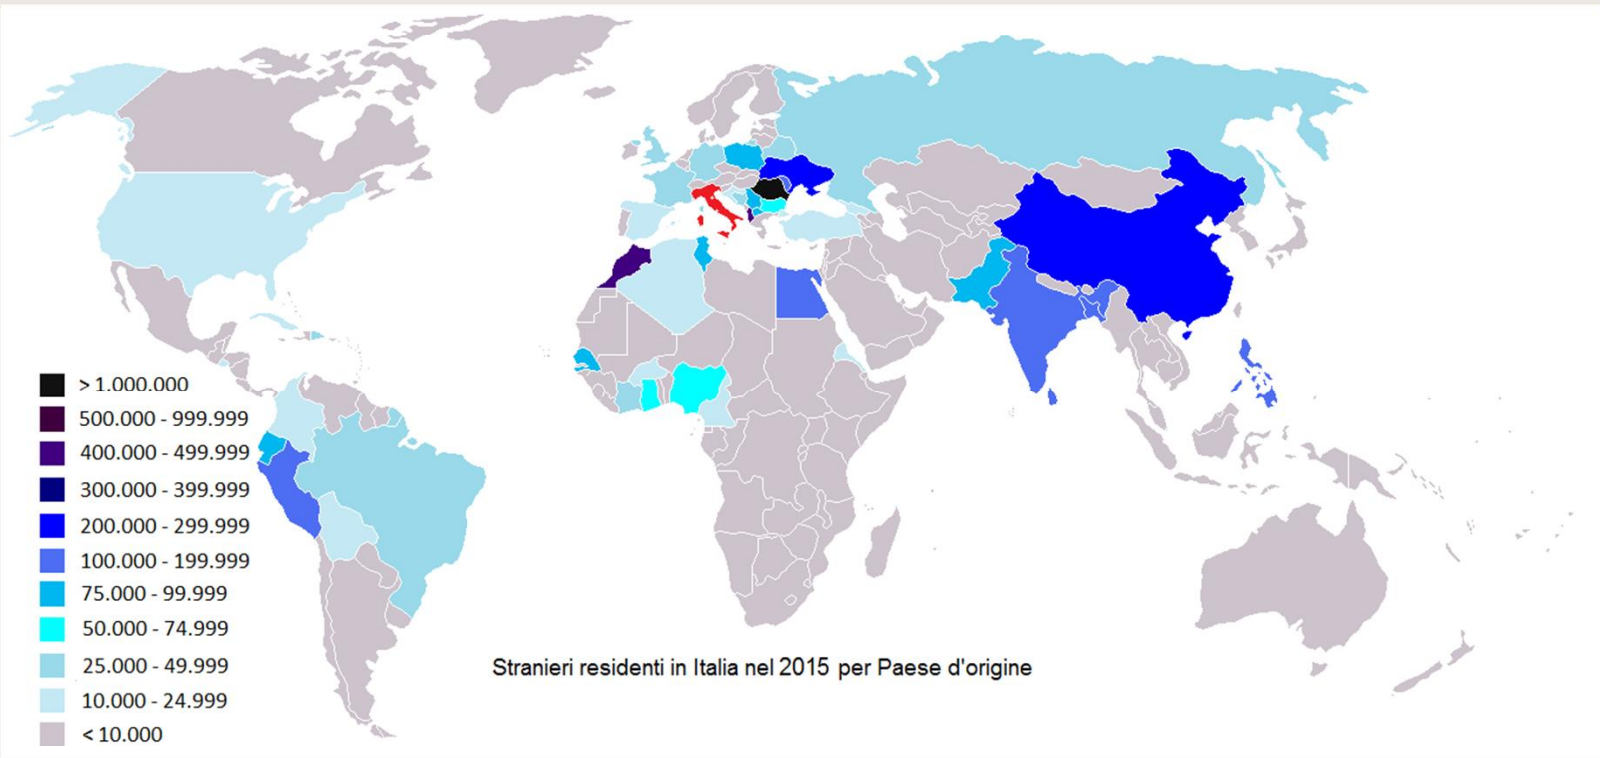 > 1.000.000
500.000 - 999.999
400.000 - 499.999
300.000 - 399.999
200.000 - 299.999
100.000 - 199.999
75.000 - 99.999
50.000 - 74.999
25.000 - 49.999
10.000 - 24.999
< 10.000
Stranieri residenti in Italia nel 2015 per Paese d'origine